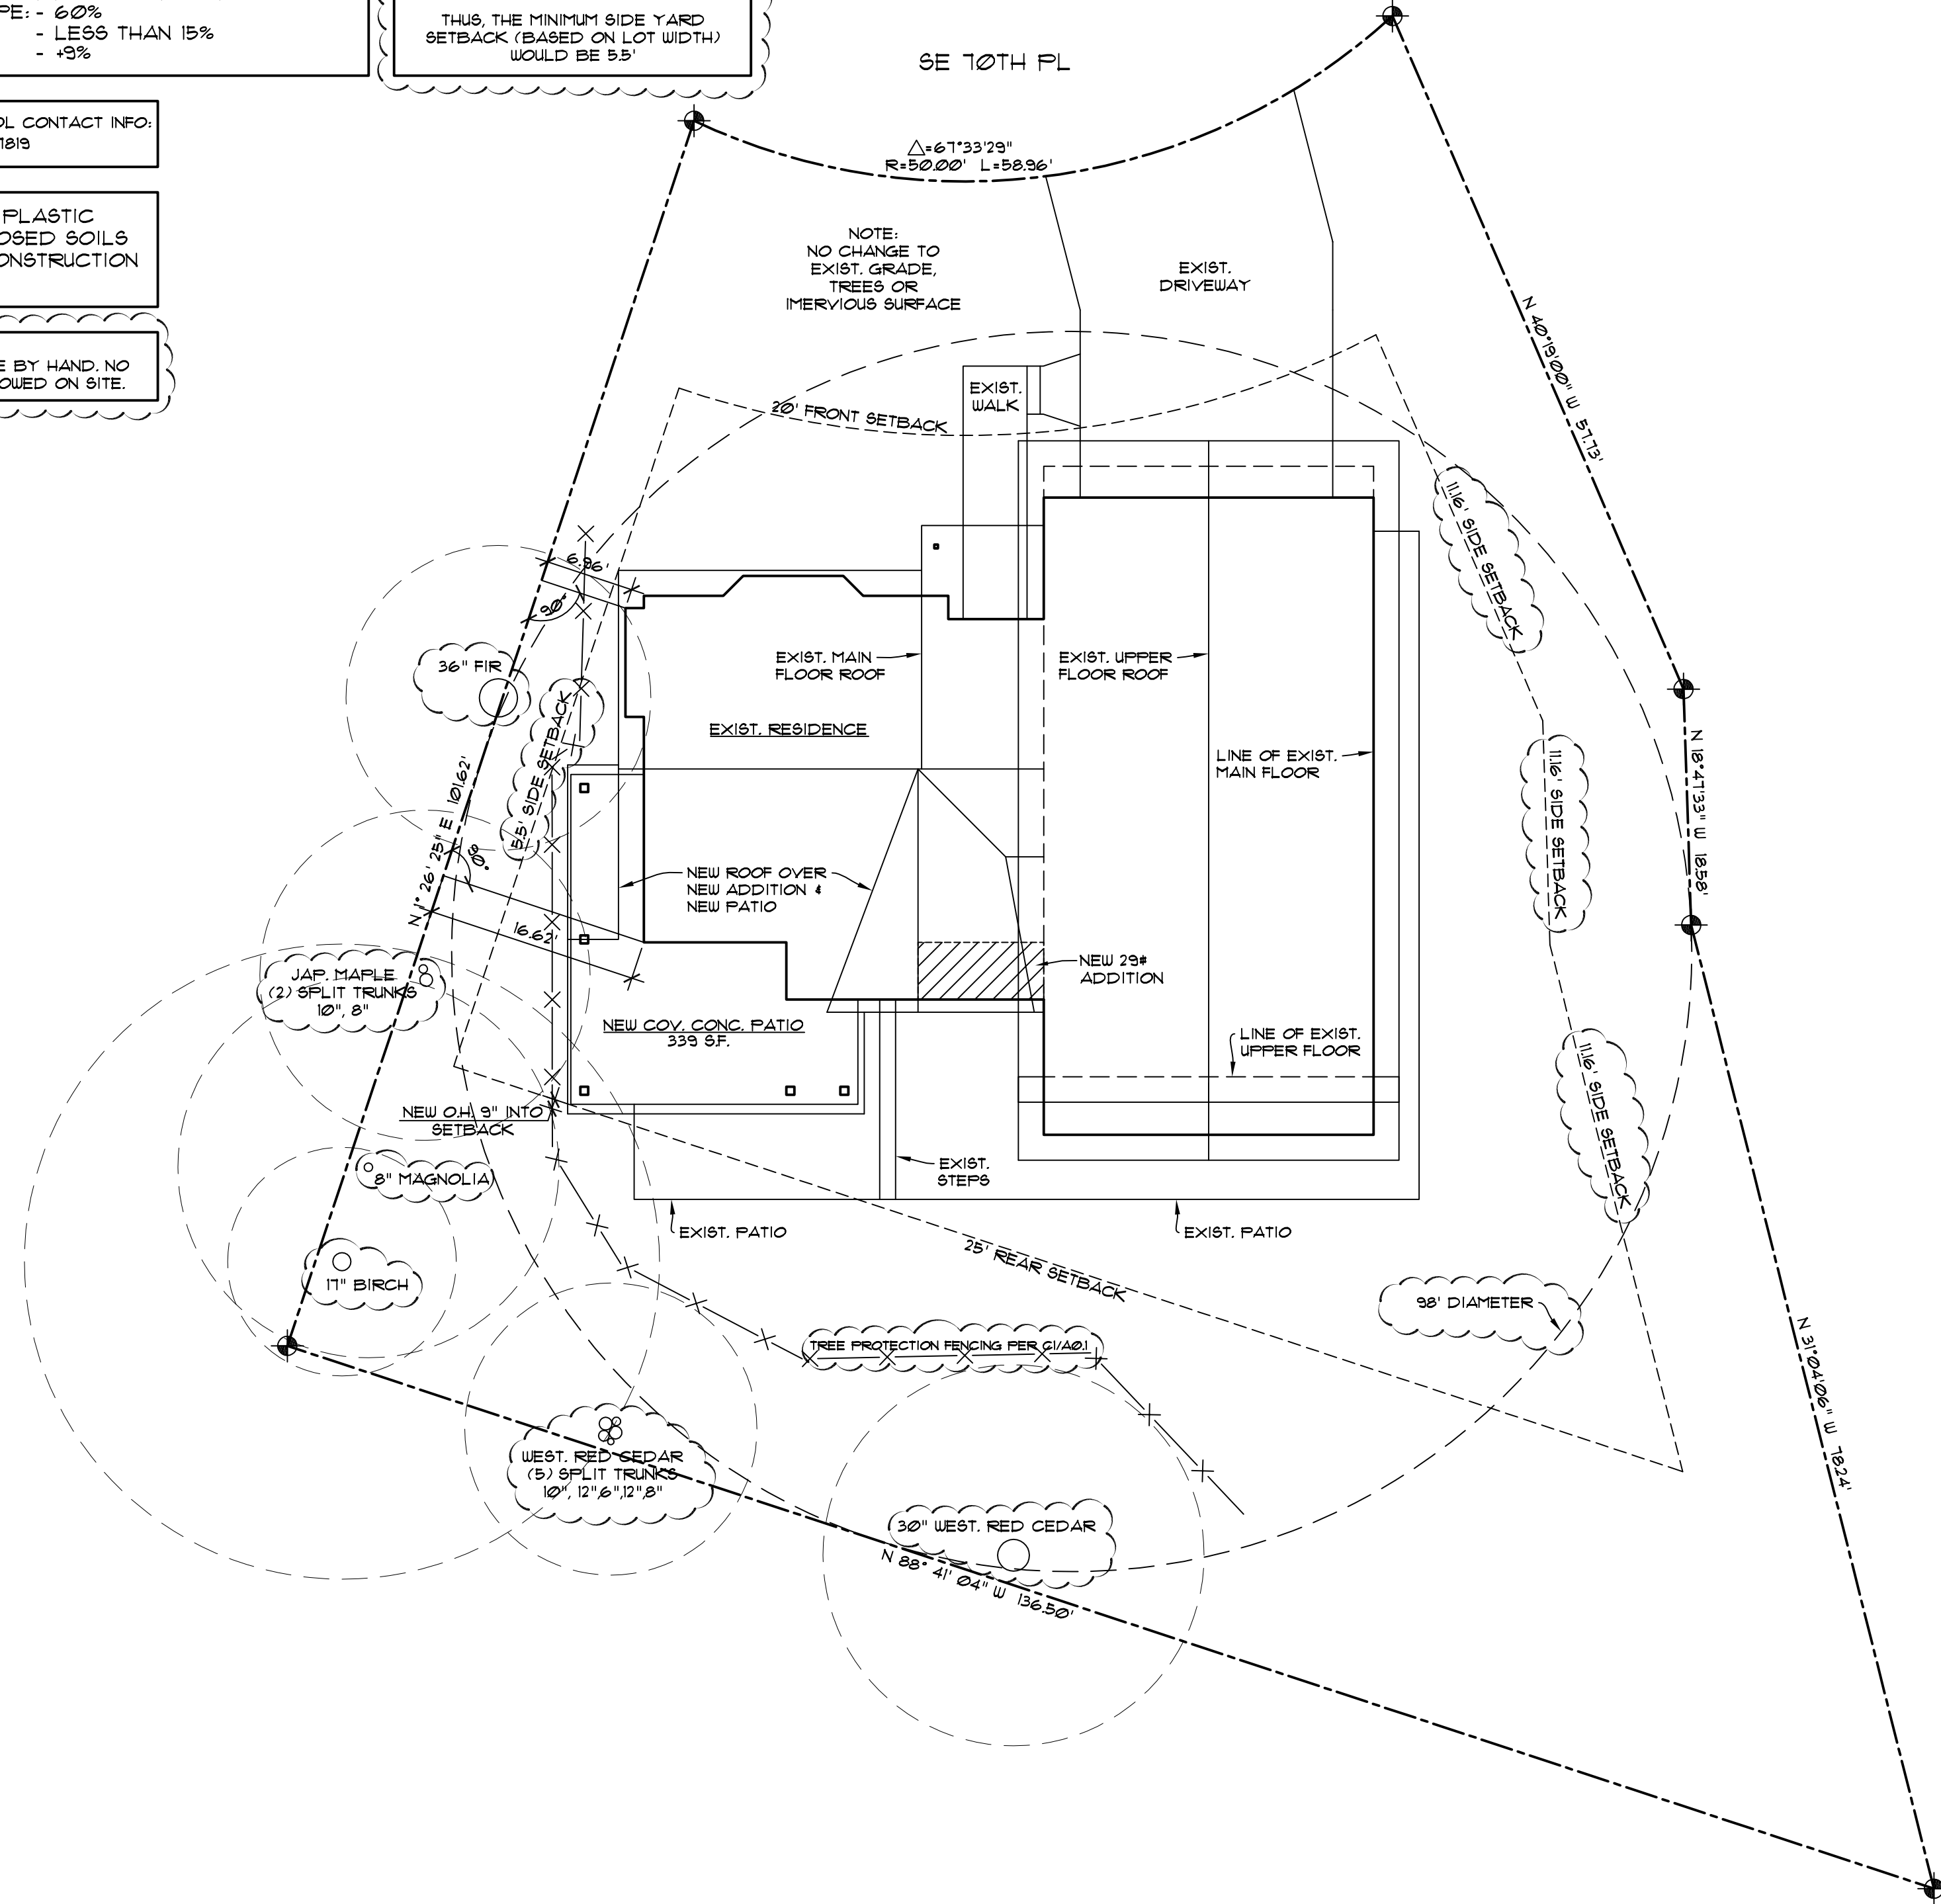 PE: - 60%
- LESS THAN 15%
- +9%
THUS, THE MINIMUM SIDE YARD
SETBACK (BASED ON LOT WIDTH)
WOULD BE 5.5'
SE 70TH PL
OL CONTACT INFO:
1819
PLASTIC
OSED SOILS
ONSTRUCTION
E BY HAND. NO
OWED ON SITE.
△=67°33'29"
R=50.00' L=58.96'
NOTE:
NO CHANGE TO
EXIST. GRADE,
TREES OR
IMERVIOUS SURFACE
EXIST.
DRIVEWAY
N 40°19'00" W 57.73'
EXIST.
WALK
20' FRONT SETBACK
11.16' SIDE SETBACK
6.96'
90°
36" FIR
EXIST. MAIN
FLOOR ROOF
EXIST. UPPER
FLOOR ROOF
EXIST. RESIDENCE
LINE OF EXIST.
MAIN FLOOR
5.5' SIDE SETBACK
11.16' SIDE SETBACK
N 18°47'33" W 18.58'
N 1° 26' 25" E 101.62'
90°
NEW ROOF OVER
NEW ADDITION &
NEW PATIO
16.62'
JAP. MAPLE
(2) SPLIT TRUNKS
10", 8"
NEW 29#
ADDITION
NEW COV. CONC. PATIO
339 S.F.
LINE OF EXIST.
UPPER FLOOR
11.16' SIDE SETBACK
NEW O.H. 9" INTO
SETBACK
8" MAGNOLIA
EXIST.
STEPS
EXIST. PATIO
EXIST. PATIO
17" BIRCH
25' REAR SETBACK
98' DIAMETER
TREE PROTECTION FENCING PER C1/A0.1
N 31°04'06" W 78.24'
WEST. RED CEDAR
(5) SPLIT TRUNKS
10", 12",6",12",8"
30" WEST. RED CEDAR
N 88° 41' 04" W 136.50'